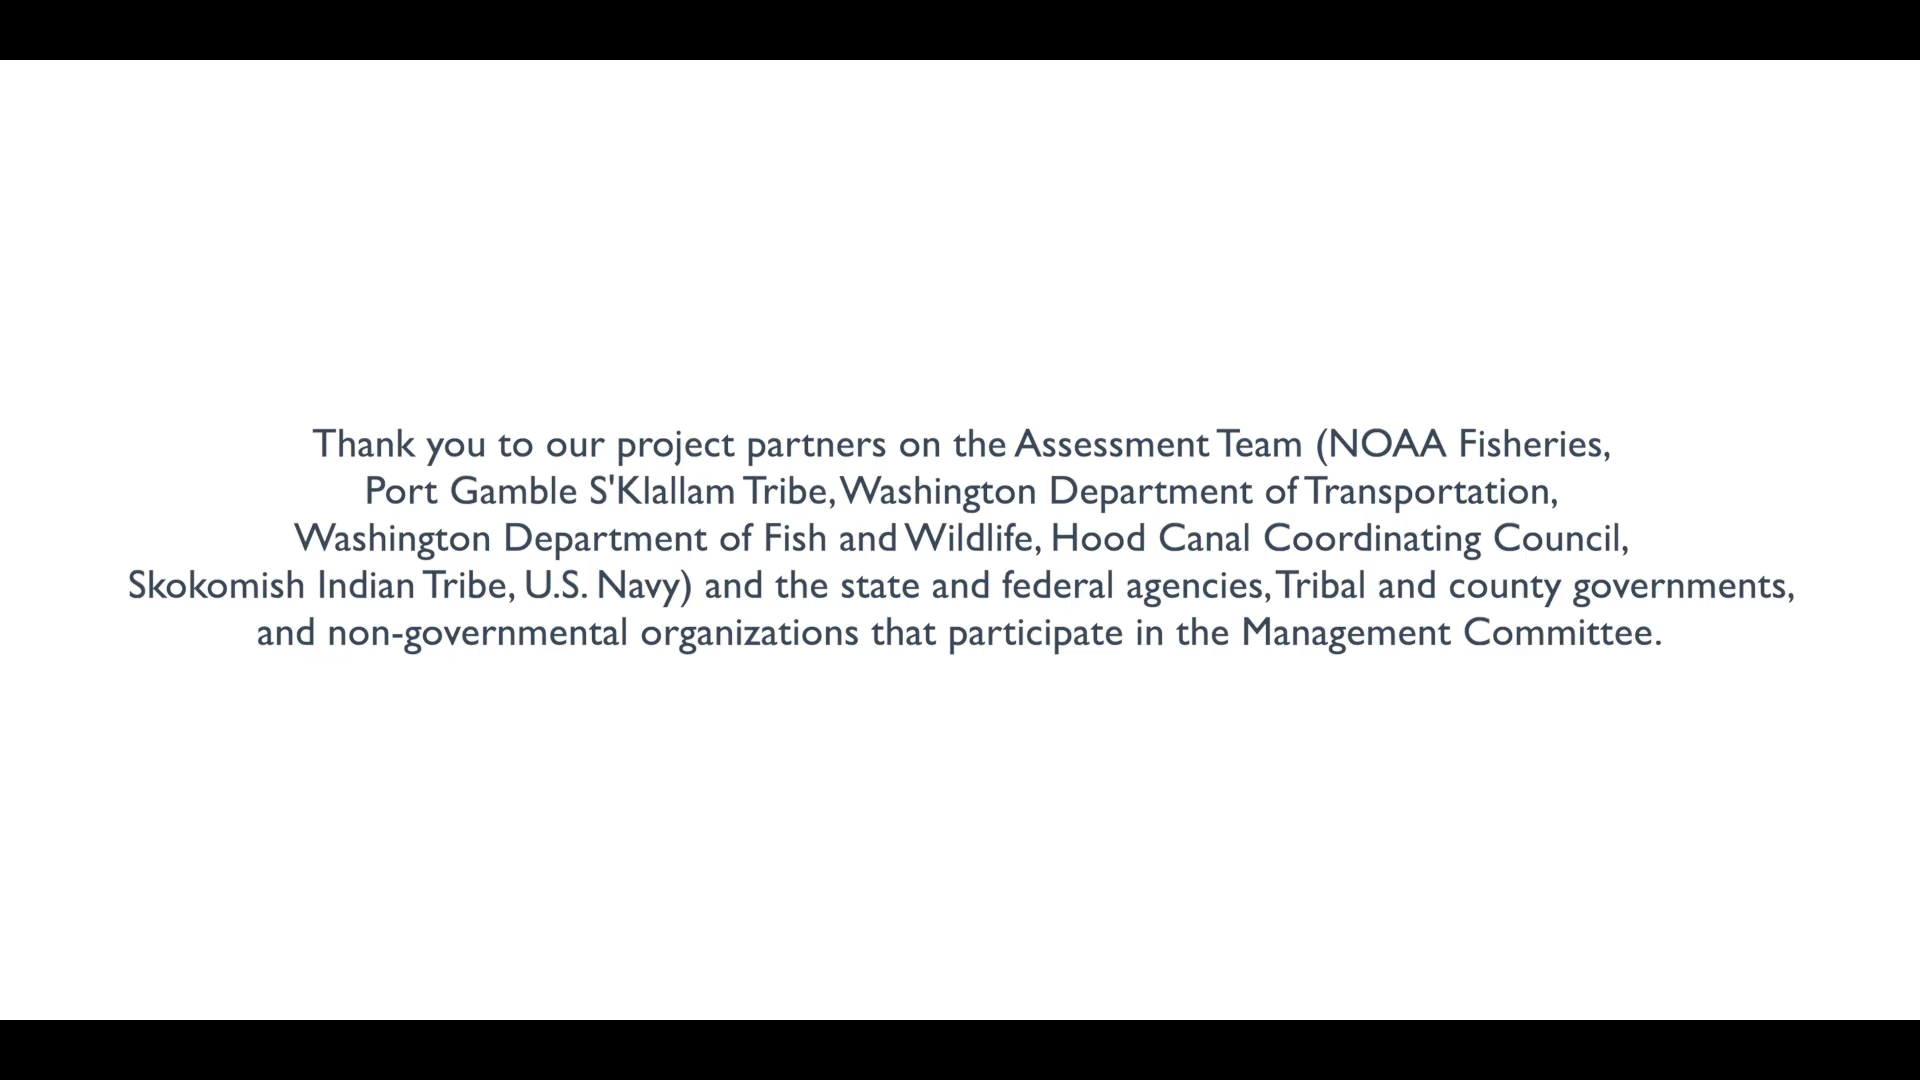 Thank you to our project partners on the Assessment Team (NOAA Fisheries,
Port Gamble S'Klallam Tribe, Washington Department of Transportation,
Washington Department of Fish and Wildlife, Hood Canal Coordinating Council,
Skokomish Indian Tribe, U.S. Navy) and the state and federal agencies, Tribal and county governments,
and non-governmental organizations that participate in the Management Committee.